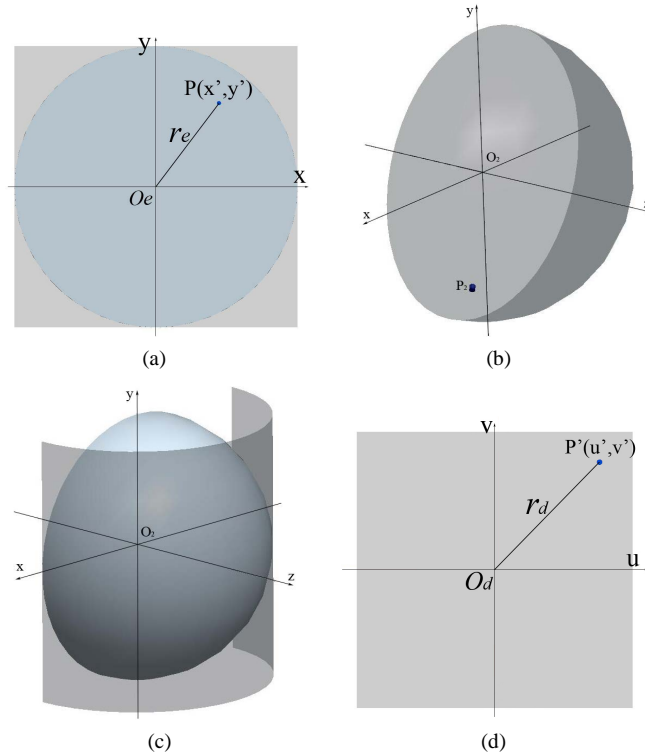 y
P(x',y')
re
x
Oe
(a)
y
O2
x
P2
(b)
y
O2
x
z
(c)
v
P'(u',v')
rd
u
Od
(d)